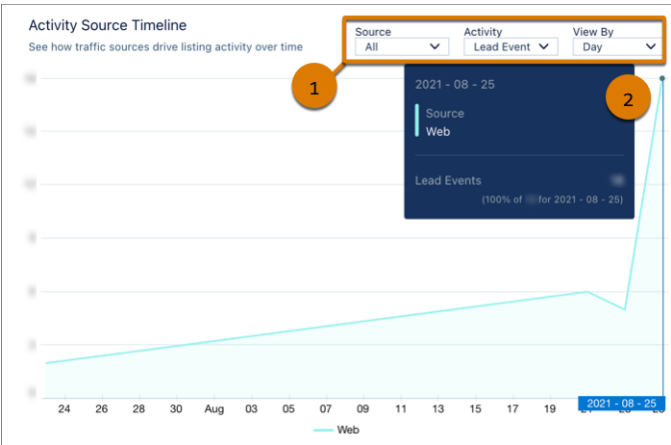 Activity Source Timeline
See how traffic sources drive listing activity over time
Source Activity View By
All Lead Event Day
1
2
2021 - 08 - 25
Source
Web
Lead Events
(100% of for 2021 - 08 - 25)
24 26 28 30 Aug 03 05 07 09 11 13 15 17 19 2021 - 08 - 25
Web